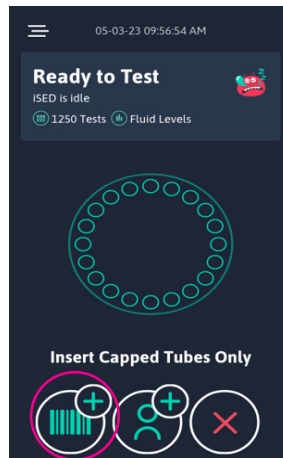 05-03-23 09:56:54 AM
Ready to Test
iSED is idle
1250 Tests Fluid Levels
Insert Capped Tubes Only